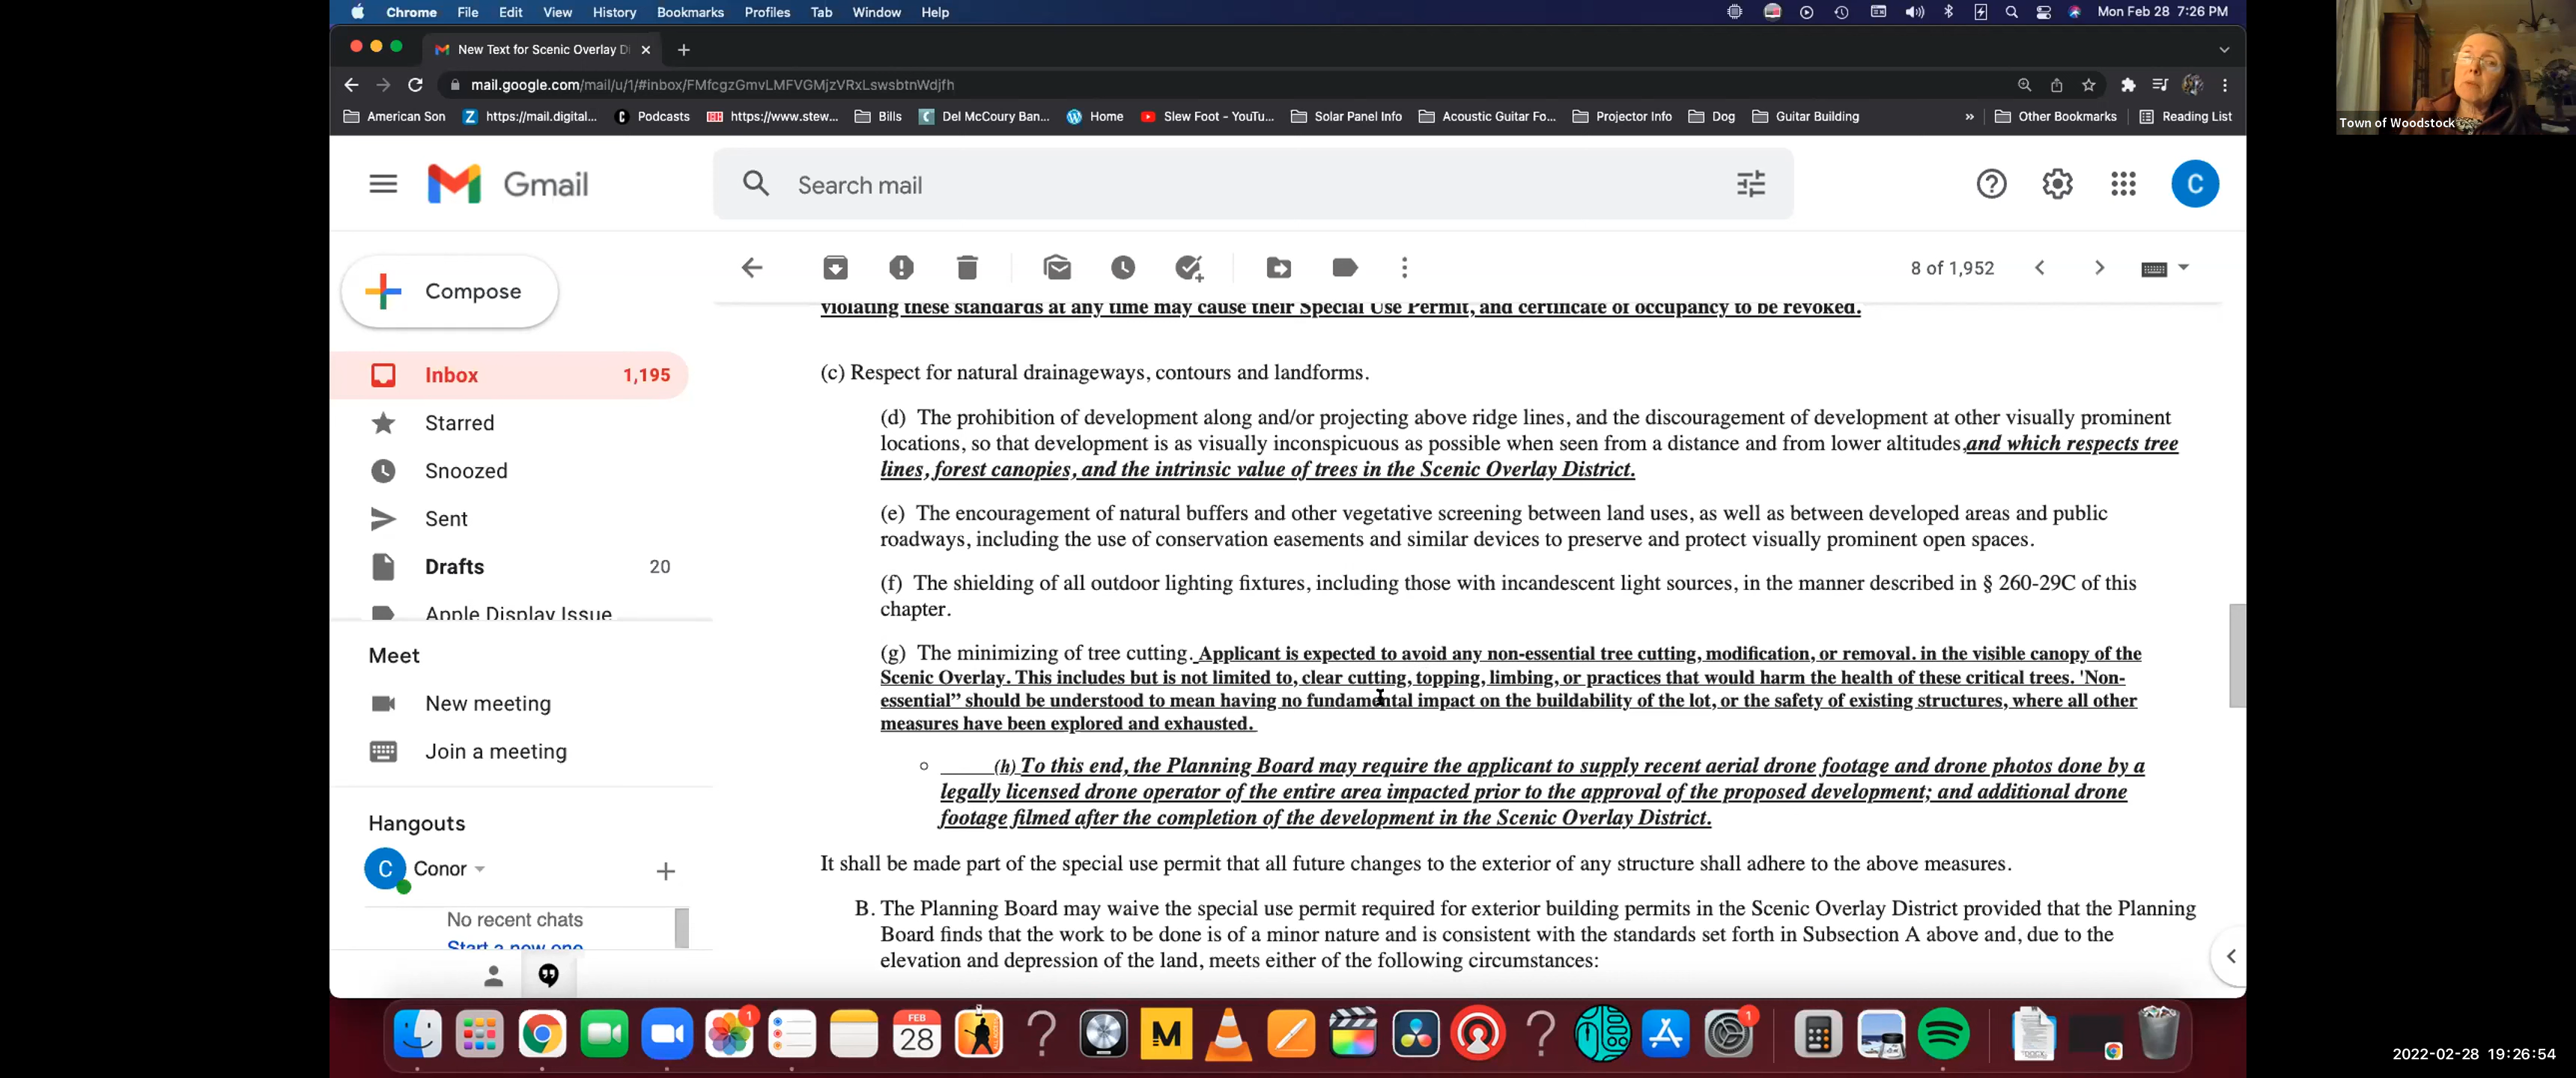 Chrome File Edit View History Bookmarks Profiles Tab Window Help Mon Feb 28 7:26 PM
New Text for Scenic Overlay Di
mail.google.com/mail/u/1/#inbox/FMfcgzGmvLMFVGMjzVRxLswsbtnWdjfh
Town of Woodstock
American Son https://mail.digital... Podcasts https://www.stew... Bills Del McCoury Ban... Home Slew Foot - YouTu... Solar Panel Info Acoustic Guitar Fo... Projector Info Dog Guitar Building » Other Bookmarks Reading List
Gmail
Search mail
C
Compose
8 of 1,952
Inbox 1,195
Starred
Snoozed
Sent
Drafts 20
Apple Display Issue
Meet
New meeting
Join a meeting
Hangouts
C Conor
No recent chats
Start a new one
violating these standards at any time may cause their Special Use Permit, and certificate of occupancy to be revoked.
(c) Respect for natural drainageways, contours and landforms.
(d) The prohibition of development along and/or projecting above ridge lines, and the discouragement of development at other visually prominent
locations, so that development is as visually inconspicuous as possible when seen from a distance and from lower altitudes,and which respects tree
lines, forest canopies, and the intrinsic value of trees in the Scenic Overlay District.
(e) The encouragement of natural buffers and other vegetative screening between land uses, as well as between developed areas and public
roadways, including the use of conservation easements and similar devices to preserve and protect visually prominent open spaces.
(f) The shielding of all outdoor lighting fixtures, including those with incandescent light sources, in the manner described in § 260-29C of this
chapter.
(g) The minimizing of tree cutting. Applicant is expected to avoid any non-essential tree cutting, modification, or removal. in the visible canopy of the
Scenic Overlay. This includes but is not limited to, clear cutting, topping, limbing, or practices that would harm the health of these critical trees. 'Non-
essential” should be understood to mean having no fundamental impact on the buildability of the lot, or the safety of existing structures, where all other
measures have been explored and exhausted.
(h) To this end, the Planning Board may require the applicant to supply recent aerial drone footage and drone photos done by a
legally licensed drone operator of the entire area impacted prior to the approval of the proposed development; and additional drone
footage filmed after the completion of the development in the Scenic Overlay District.
It shall be made part of the special use permit that all future changes to the exterior of any structure shall adhere to the above measures.
B. The Planning Board may waive the special use permit required for exterior building permits in the Scenic Overlay District provided that the Planning
Board finds that the work to be done is of a minor nature and is consistent with the standards set forth in Subsection A above and, due to the
elevation and depression of the land, meets either of the following circumstances:
1 FEB 28 M 1
2022-02-28 19:26:54